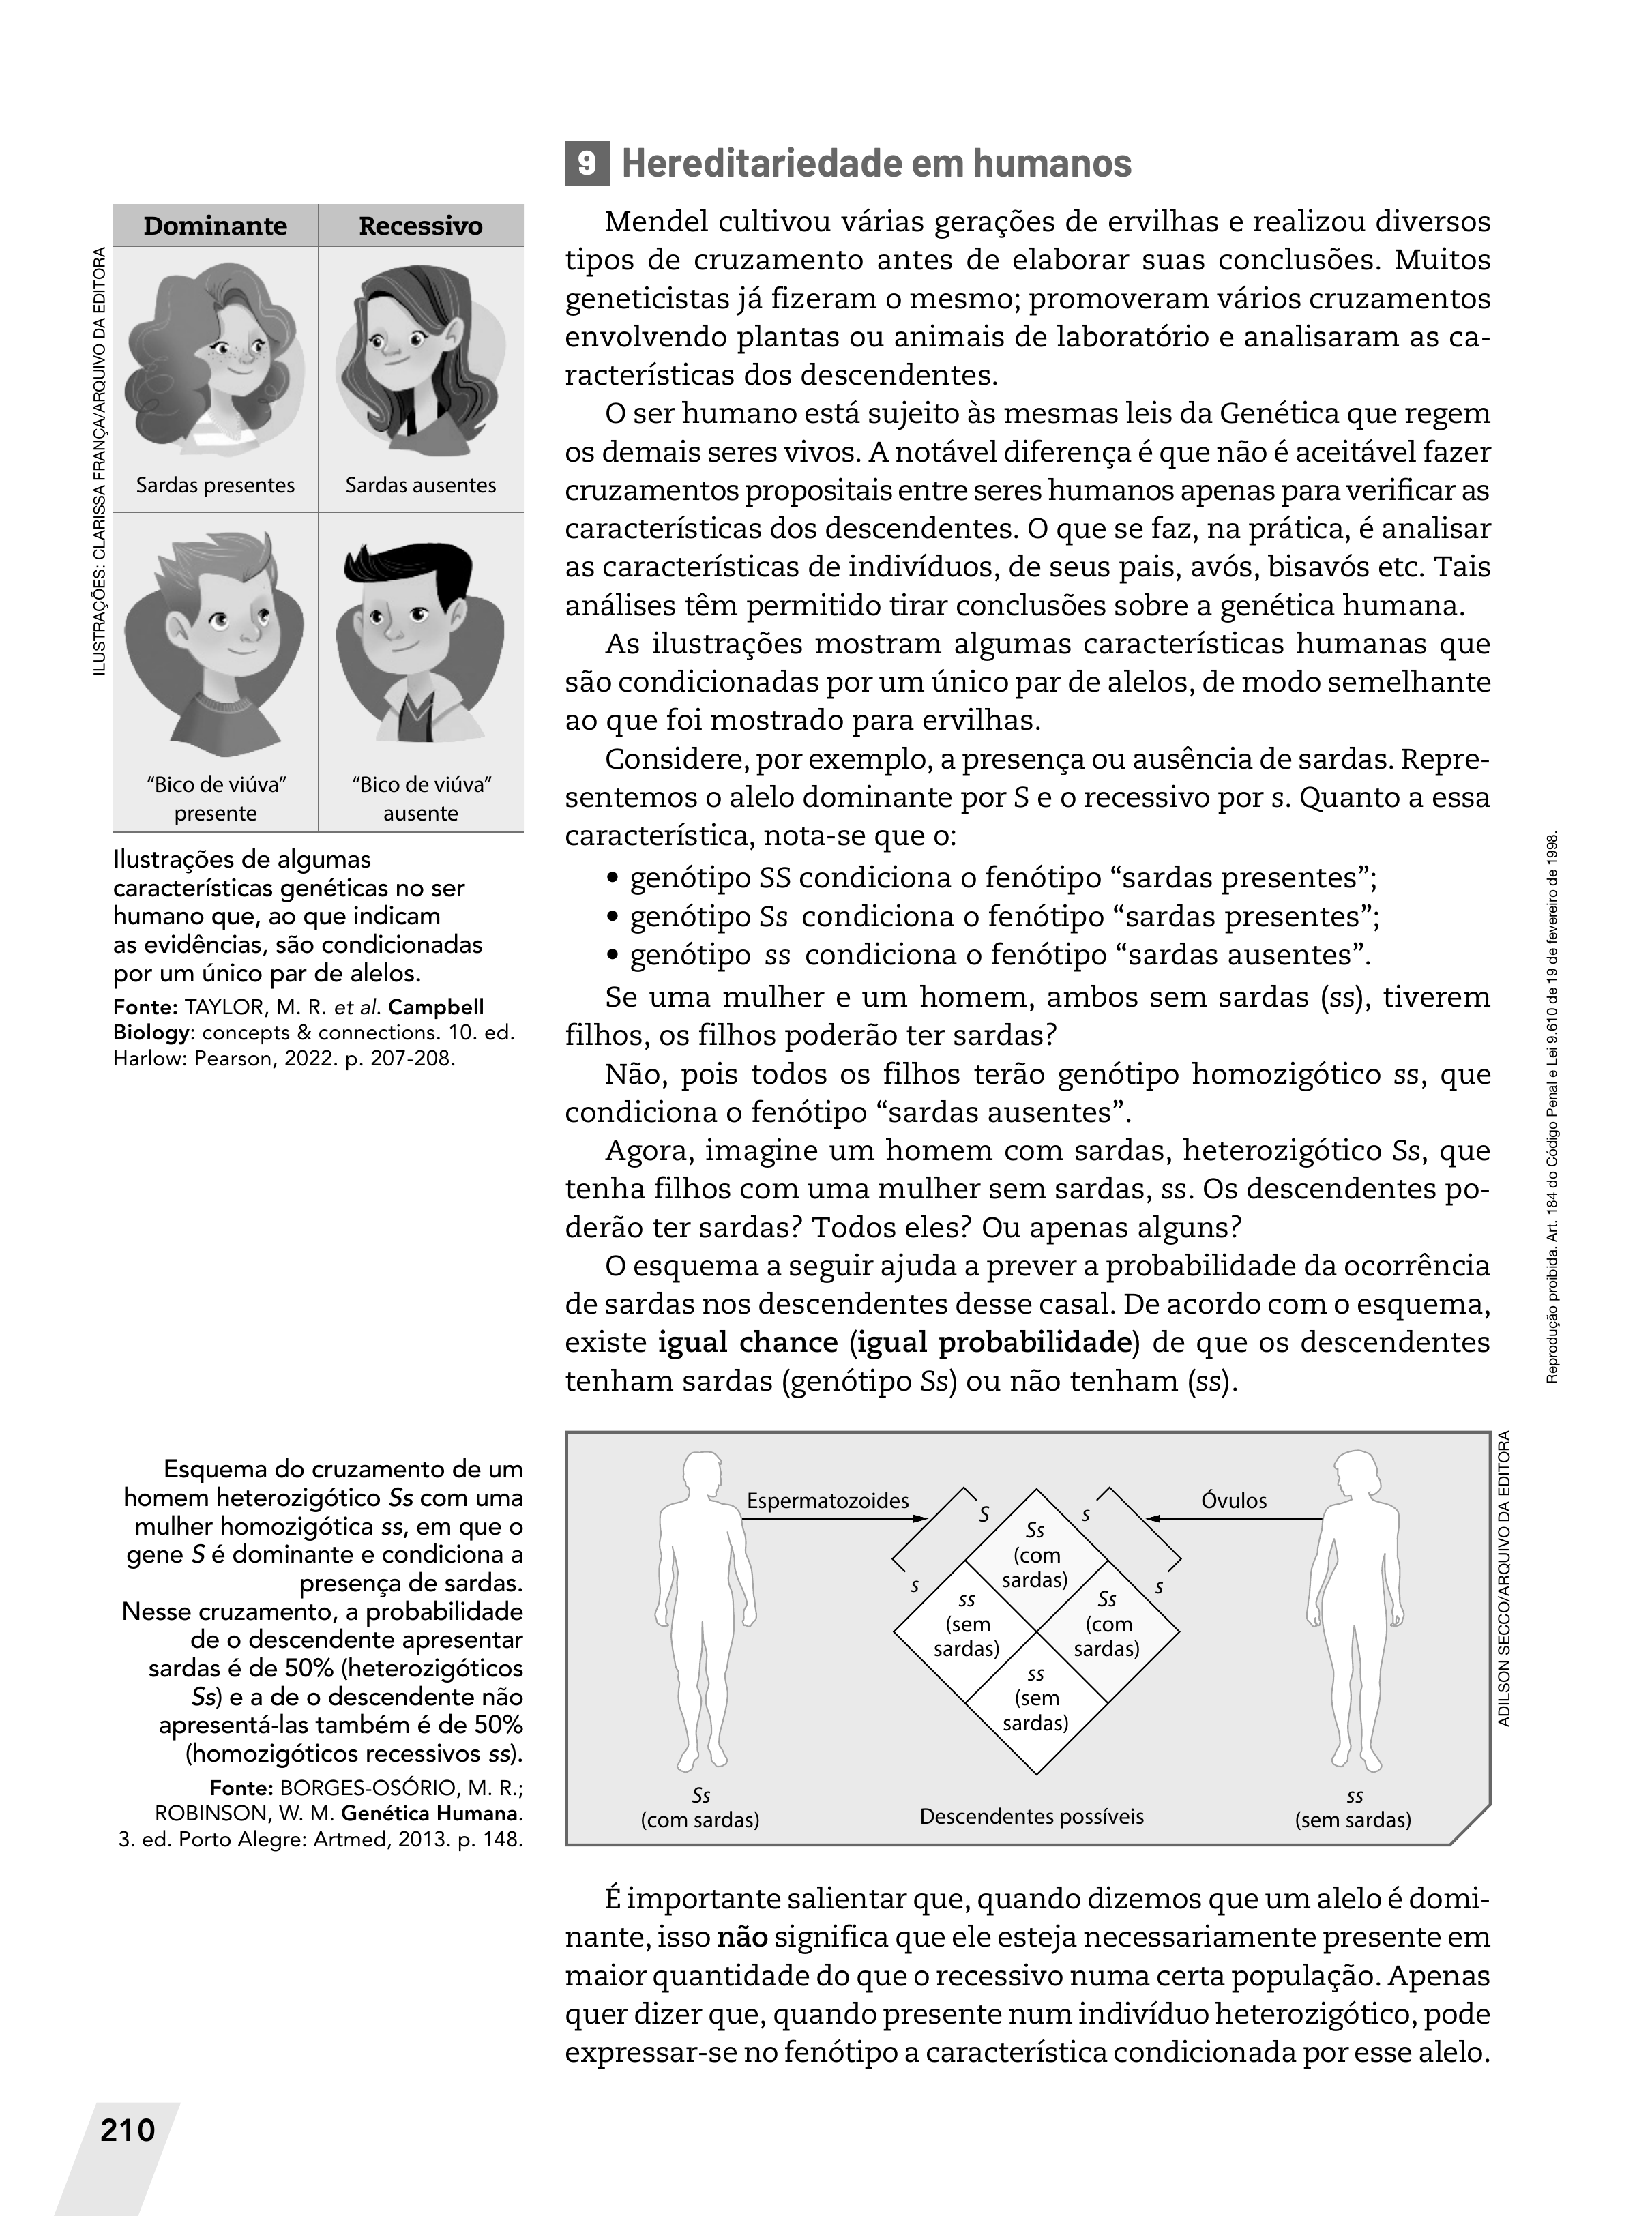 9 Hereditariedade em humanos
Dominante
Recessivo
Sardas presentes
Sardas ausentes
“Bico de viúva”
presente
“Bico de viúva”
ausente
ILUSTRAÇÕES: CLARISSA FRANÇA/ARQUIVO DA EDITORA
Ilustrações de algumas
características genéticas no ser
humano que, ao que indicam
as evidências, são condicionadas
por um único par de alelos.
Fonte: TAYLOR, M. R. et al. Campbell
Biology: concepts & connections. 10. ed.
Harlow: Pearson, 2022. p. 207-208.
Mendel cultivou várias gerações de ervilhas e realizou diversos
tipos de cruzamento antes de elaborar suas conclusões. Muitos
geneticistas já fizeram o mesmo; promoveram vários cruzamentos
envolvendo plantas ou animais de laboratório e analisaram as ca-
racterísticas dos descendentes.
O ser humano está sujeito às mesmas leis da Genética que regem
os demais seres vivos. A notável diferença é que não é aceitável fazer
cruzamentos propositais entre seres humanos apenas para verificar as
características dos descendentes. O que se faz, na prática, é analisar
as características de indivíduos, de seus pais, avós, bisavós etc. Tais
análises têm permitido tirar conclusões sobre a genética humana.
As ilustrações mostram algumas características humanas que
são condicionadas por um único par de alelos, de modo semelhante
ao que foi mostrado para ervilhas.
Considere, por exemplo, a presença ou ausência de sardas. Repre-
sentemos o alelo dominante por S e o recessivo por s. Quanto a essa
característica, nota-se que o:
• genótipo SS condiciona o fenótipo “sardas presentes”;
• genótipo Ss condiciona o fenótipo “sardas presentes”;
• genótipo ss condiciona o fenótipo “sardas ausentes”.
Se uma mulher e um homem, ambos sem sardas (ss), tiverem
filhos, os filhos poderão ter sardas?
Não, pois todos os filhos terão genótipo homozigótico ss, que
condiciona o fenótipo “sardas ausentes”.
Agora, imagine um homem com sardas, heterozigótico Ss, que
tenha filhos com uma mulher sem sardas, ss. Os descendentes po-
derão ter sardas? Todos eles? Ou apenas alguns?
O esquema a seguir ajuda a prever a probabilidade da ocorrência
de sardas nos descendentes desse casal. De acordo com o esquema,
existe igual chance (igual probabilidade) de que os descendentes
tenham sardas (genótipo Ss) ou não tenham (ss).
Reprodução proibida. Art. 184 do Código Penal e Lei 9.610 de 19 de fevereiro de 1998.
Esquema do cruzamento de um
homem heterozigótico Ss com uma
mulher homozigótica ss, em que o
gene S é dominante e condiciona a
presença de sardas.
Nesse cruzamento, a probabilidade
de o descendente apresentar
sardas é de 50% (heterozigóticos
Ss) e a de o descendente não
apresentá-las também é de 50%
(homozigóticos recessivos ss).
Fonte: BORGES-OSÓRIO, M. R.;
ROBINSON, W. M. Genética Humana.
3. ed. Porto Alegre: Artmed, 2013. p. 148.
Espermatozoides
Óvulos
S
s
s
s
Ss
(com
sardas)
ss
(sem
sardas)
Ss
(com
sardas)
ss
(sem
sardas)
Ss
(com sardas)
Descendentes possíveis
ss
(sem sardas)
ADILSON SECCO/ARQUIVO DA EDITORA
É importante salientar que, quando dizemos que um alelo é domi-
nante, isso não significa que ele esteja necessariamente presente em
maior quantidade do que o recessivo numa certa população. Apenas
quer dizer que, quando presente num indivíduo heterozigótico, pode
expressar-se no fenótipo a característica condicionada por esse alelo.
210